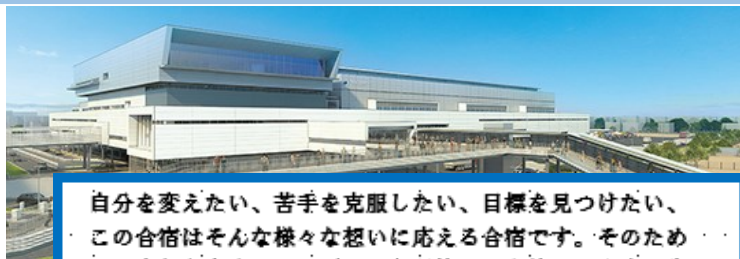 自分を変えたい、苦手を克服したい、目標を見つけたい、
この合宿はそんな様々な想いに応える合宿です。そのため